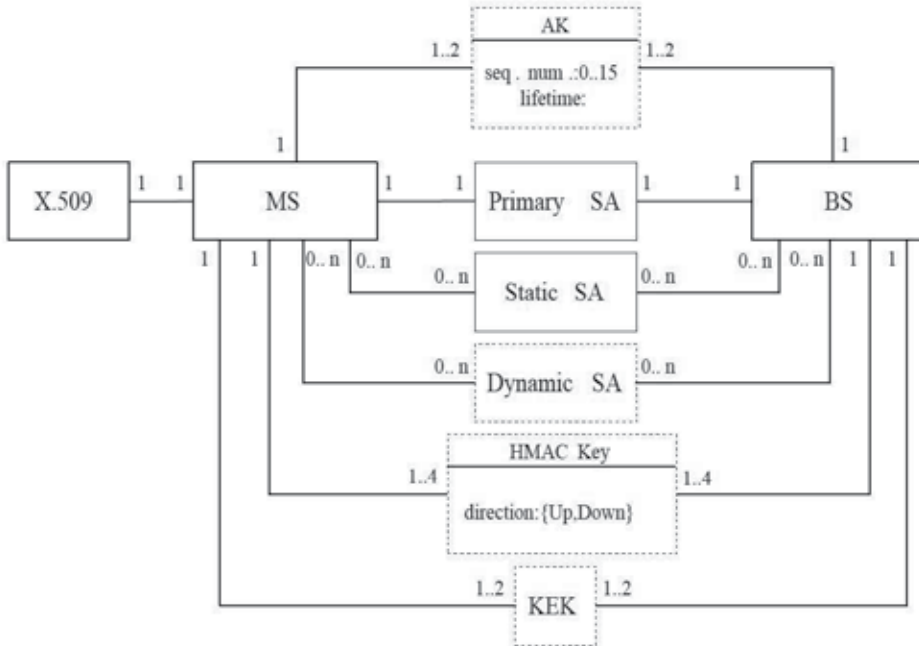 AK
1..2
1..2
seq . num .:0..15
lifetime:
1
1
X.509
1
1
MS
1
1
Primary SA
1
1
BS
1
1
0.. n
0.. n
0.. n
0.. n
1
1
0.. n
Static SA
0.. n
0.. n
Dynamic SA
0.. n
HMAC Key
1..4
1..4
direction:{Up,Down}
1..2
KEK
1..2